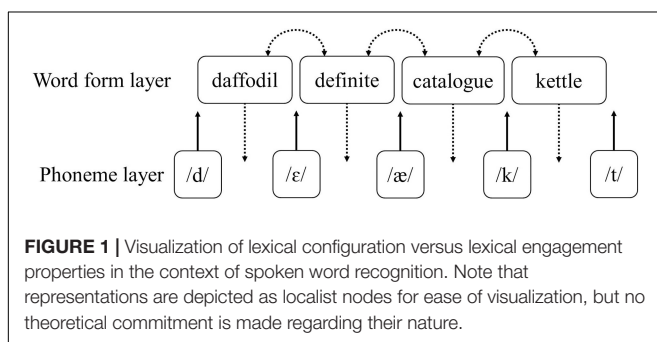 Word form layer daffodil definite catalogue kettle
Phoneme layer /d/ /ɛ/ /æ/ /k/ /t/
FIGURE 1 | Visualization of lexical configuration versus lexical engagement
properties in the context of spoken word recognition. Note that
representations are depicted as localist nodes for ease of visualization, but no
theoretical commitment is made regarding their nature.